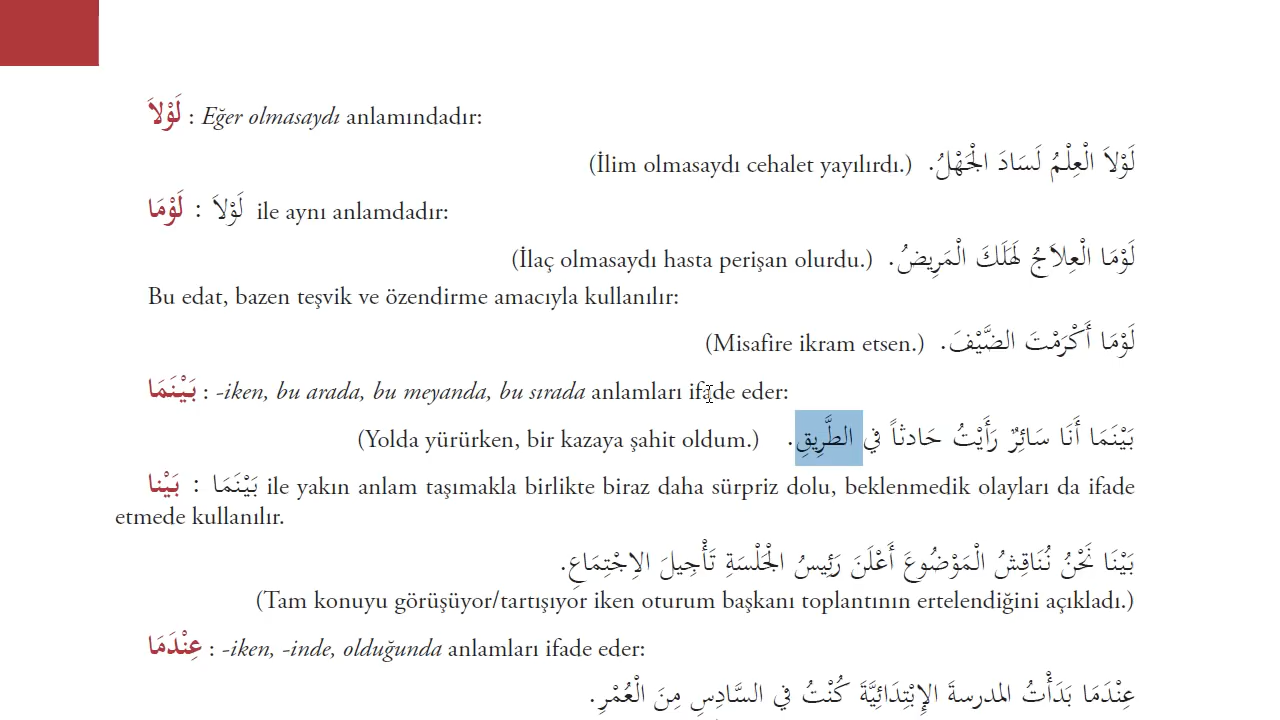 لَوْلاَ : Eğer olmasaydı anlamındadır:
لَوْلاَ الْعِلْمُ لَسَادَ الْجَهْلُ. (İlim olmasaydı cehalet yayılırdı.)
لَوْمَا : لَوْلاَ ile aynı anlamdadır:
لَوْمَا الْعِلاَجُ لَهَلَكَ الْمَرِيضُ. (İlaç olmasaydı hasta perişan olurdu.)
Bu edat, bazen teşvik ve özendirme amacıyla kullanılır:
لَوْمَا أَكْرَمْتَ الضَّيْفَ. (Misafire ikram etsen.)
بَيْنَمَا : -iken, bu arada, bu meyanda, bu sırada anlamları ifade eder:
بَيْنَمَا أَنَا سَائِرٌ رَأَيْتُ حَادثاً فِي الطَّرِيقِ. (Yolda yürürken, bir kazaya şahit oldum.)
بَيْنا : بَيْنَمَا ile yakın anlam taşımakla birlikte biraz daha sürpriz dolu, beklenmedik olayları da ifade
etmede kullanılır.
بَيْنَا نَحْنُ نُنَاقِشُ الْمَوْضُوعَ أَعْلَنَ رَئِيسُ الْجَلْسَةِ تَأْجِيلَ الاِجْتِمَاعِ.
(Tam konuyu görüşüyor/tartışıyor iken oturum başkanı toplantının ertelendiğini açıkladı.)
عِنْدَمَا : -iken, -inde, olduğunda anlamları ifade eder:
عِنْدَمَا بَدَأْتُ المدرسةَ الإِبْتِدَائِيَّةَ كُنْتُ فِي السَّادِسِ مِنَ الْعُمْرِ.